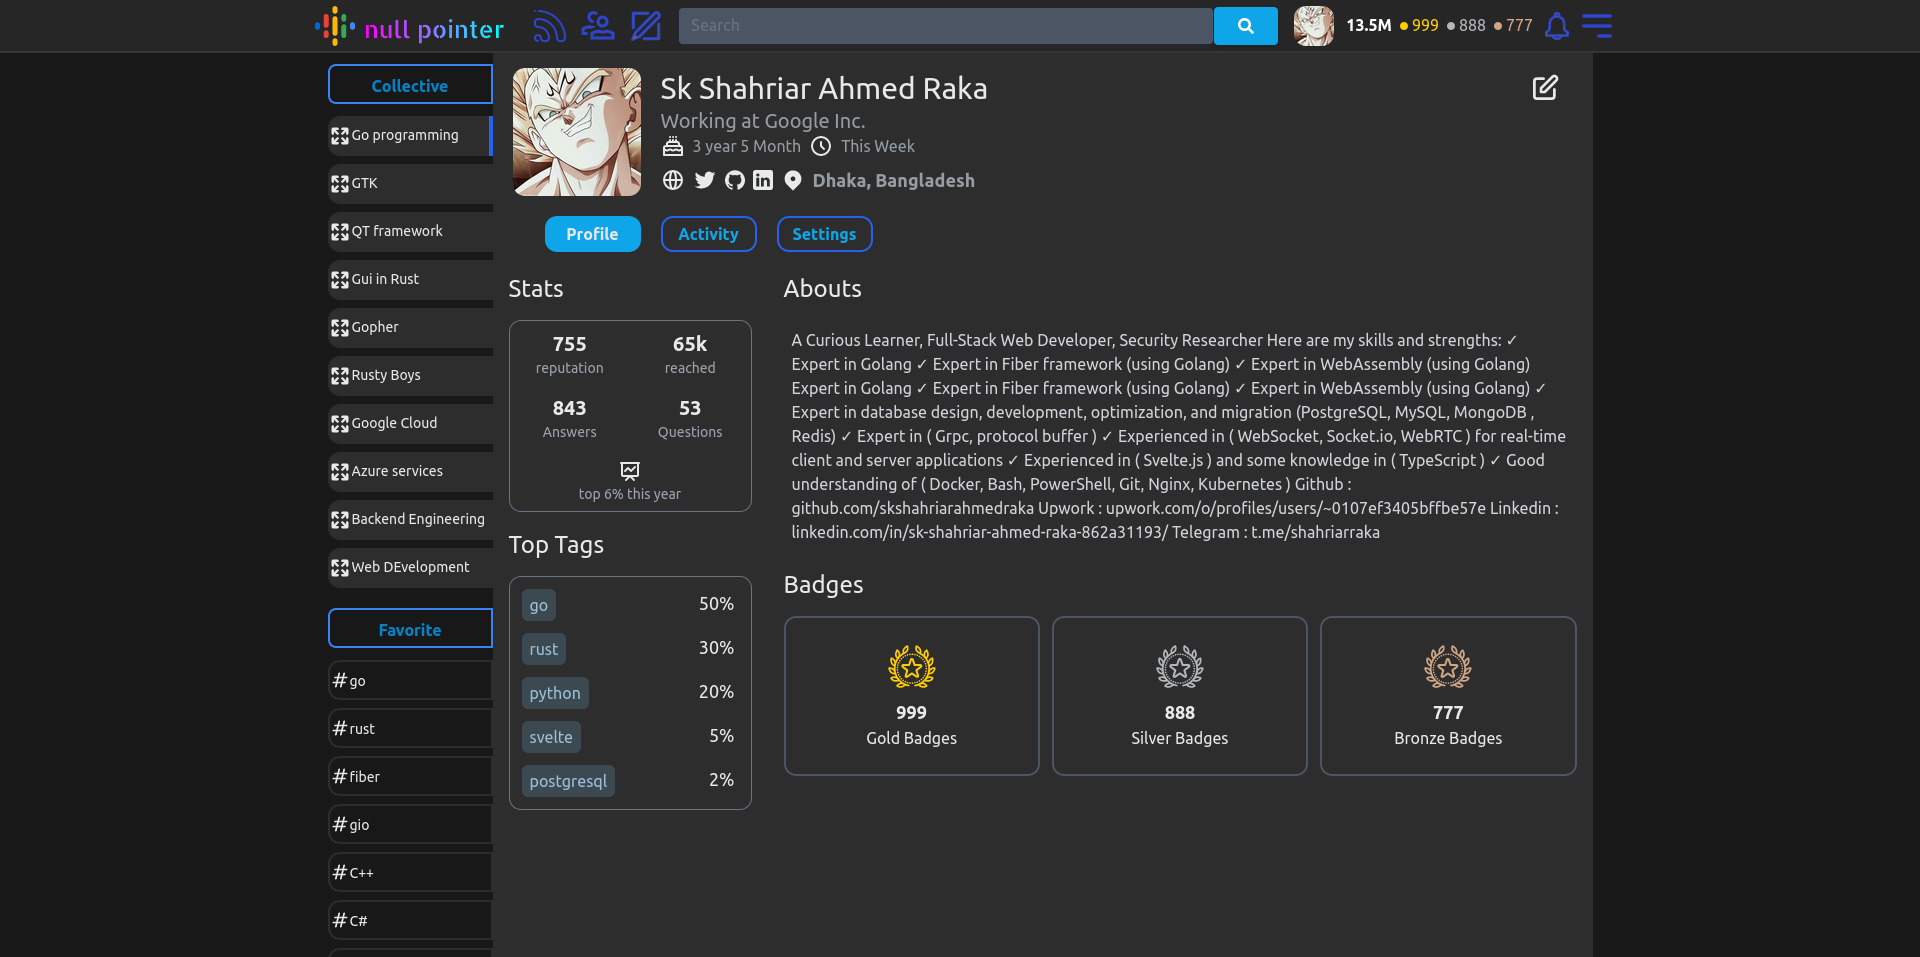 null pointer
Search
13.5M 999 888 777
Collective
Go programming
GTK
QT framework
Gui in Rust
Gopher
Rusty Boys
Google Cloud
Azure services
Backend Engineering
Web DEvelopment
Favorite
#go
#rust
#fiber
#gio
#C++
#C#
Sk Shahriar Ahmed Raka
Working at Google Inc.
3 year 5 Month This Week
Dhaka, Bangladesh
Profile Activity Settings
Stats
755 65k
reputation reached
843 53
Answers Questions
top 6% this year
Top Tags
go 50%
rust 30%
python 20%
svelte 5%
postgresql 2%
Abouts
A Curious Learner, Full-Stack Web Developer, Security Researcher Here are my skills and strengths: ✓
Expert in Golang ✓ Expert in Fiber framework (using Golang) ✓ Expert in WebAssembly (using Golang)
Expert in Golang ✓ Expert in Fiber framework (using Golang) ✓ Expert in WebAssembly (using Golang) ✓
Expert in database design, development, optimization, and migration (PostgreSQL, MySQL, MongoDB ,
Redis) ✓ Expert in ( Grpc, protocol buffer ) ✓ Experienced in ( WebSocket, Socket.io, WebRTC ) for real-time
client and server applications ✓ Experienced in ( Svelte.js ) and some knowledge in ( TypeScript ) ✓ Good
understanding of ( Docker, Bash, PowerShell, Git, Nginx, Kubernetes ) Github :
github.com/skshahriarahmedraka Upwork : upwork.com/o/profiles/users/~0107ef3405bffbe57e Linkedin :
linkedin.com/in/sk-shahriar-ahmed-raka-862a31193/ Telegram : t.me/shahriarraka
Badges
999
Gold Badges
888
Silver Badges
777
Bronze Badges